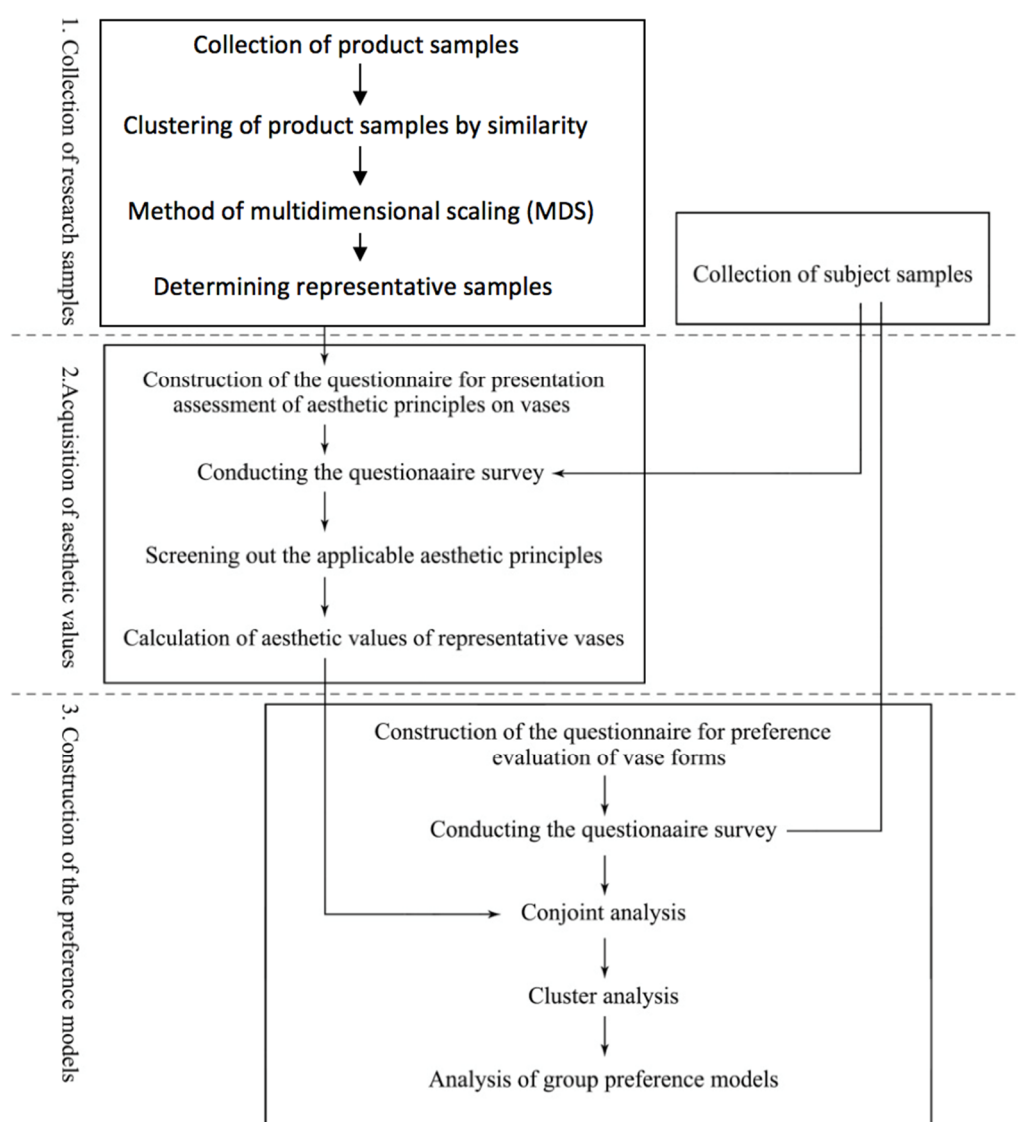 1. Collection of research samples
Collection of product samples
Clustering of product samples by similarity
Method of multidimensional scaling (MDS)
Determining representative samples
Collection of subject samples
2.Acquisition of aesthetic values
Construction of the questionnaire for presentation
assessment of aesthetic principles on vases
Conducting the questionaaire survey
Screening out the applicable aesthetic principles
Calculation of aesthetic values of representative vases
3. Construction of the preference models
Construction of the questionnaire for preference
evaluation of vase forms
Conducting the questionaaire survey
Conjoint analysis
Cluster analysis
Analysis of group preference models